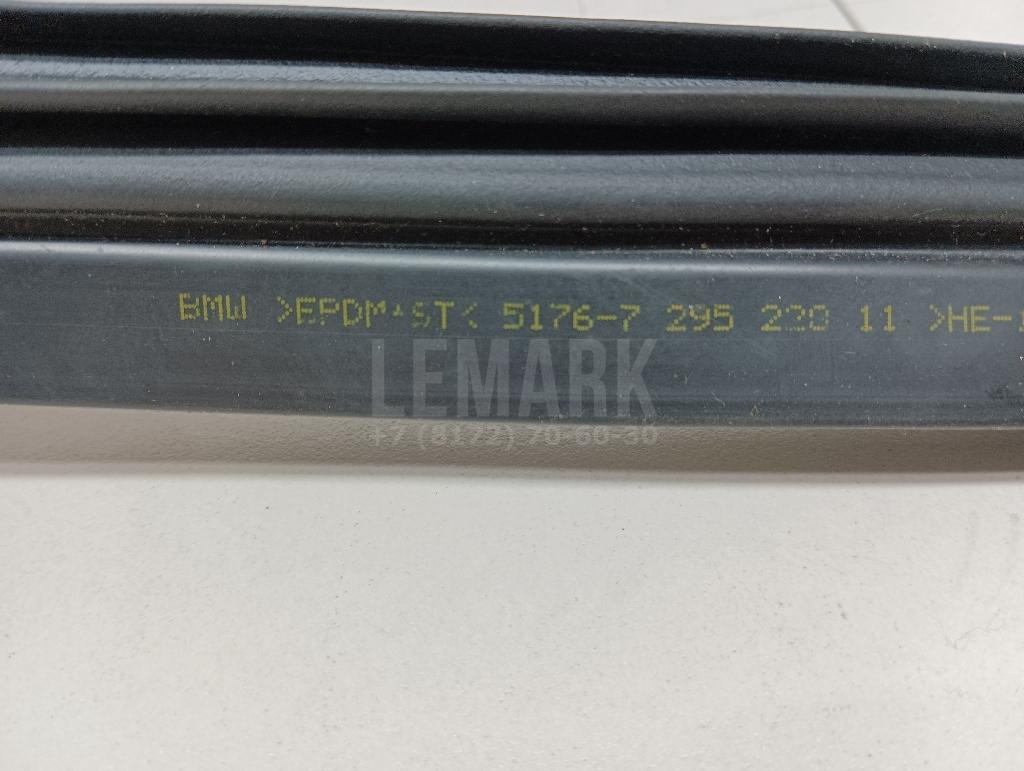 BMW >EPDM*ST< 5176-7 295 220 11 >HE-
LEMARK
+7 (8172) 70-60-30